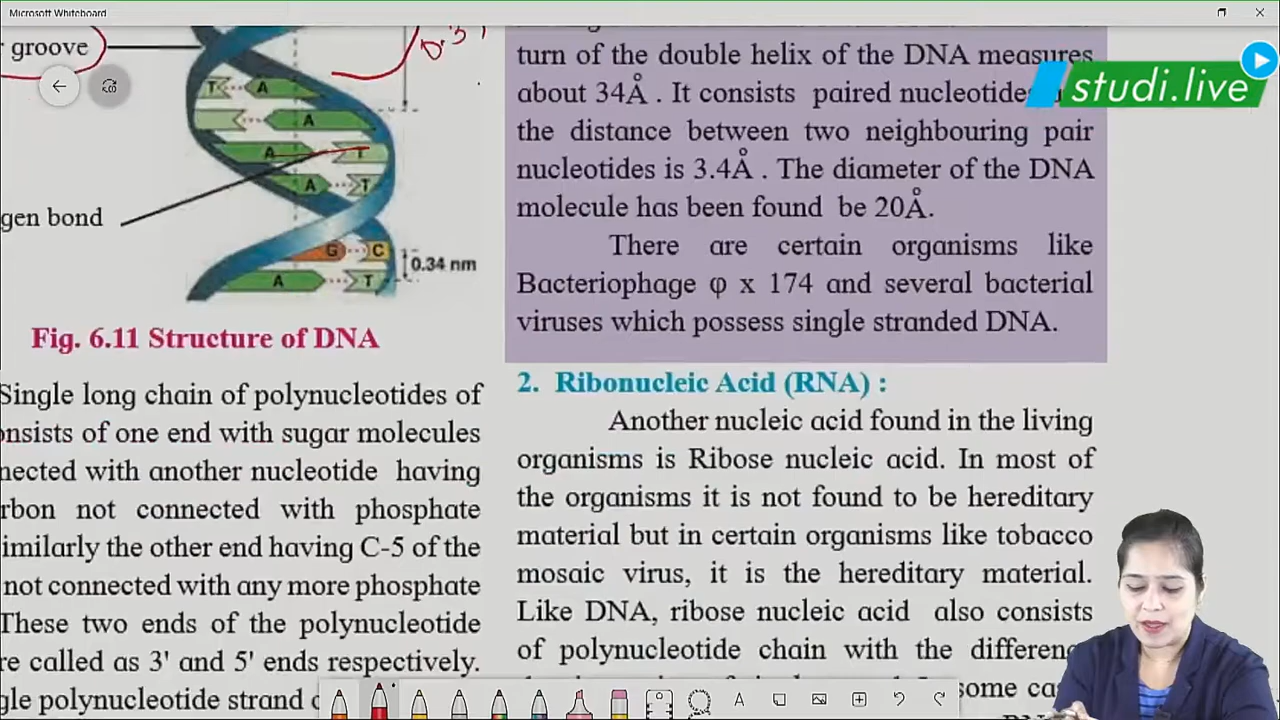 Microsoft Whiteboard
groove
T A
A
A T
A T
gen bond
G C
0.34 nm
A T
Fig. 6.11 Structure of DNA
Single long chain of polynucleotides of
onsists of one end with sugar molecules
nected with another nucleotide having
rbon not connected with phosphate
imilarly the other end having C-5 of the
not connected with any more phosphate
These two ends of the polynucleotide
re called as 3' and 5' ends respectively.
gle polynucleotide strand
turn of the double helix of the DNA measures
about 34Å . It consists paired nucleotides
the distance between two neighbouring pair
nucleotides is 3.4Å . The diameter of the DNA
molecule has been found be 20Å.
There are certain organisms like
Bacteriophage φ x 174 and several bacterial
viruses which possess single stranded DNA.
2. Ribonucleic Acid (RNA) :
Another nucleic acid found in the living
organisms is Ribose nucleic acid. In most of
the organisms it is not found to be hereditary
material but in certain organisms like tobacco
mosaic virus, it is the hereditary material.
Like DNA, ribose nucleic acid also consists
of polynucleotide chain with the differenc
some ca
studi.live